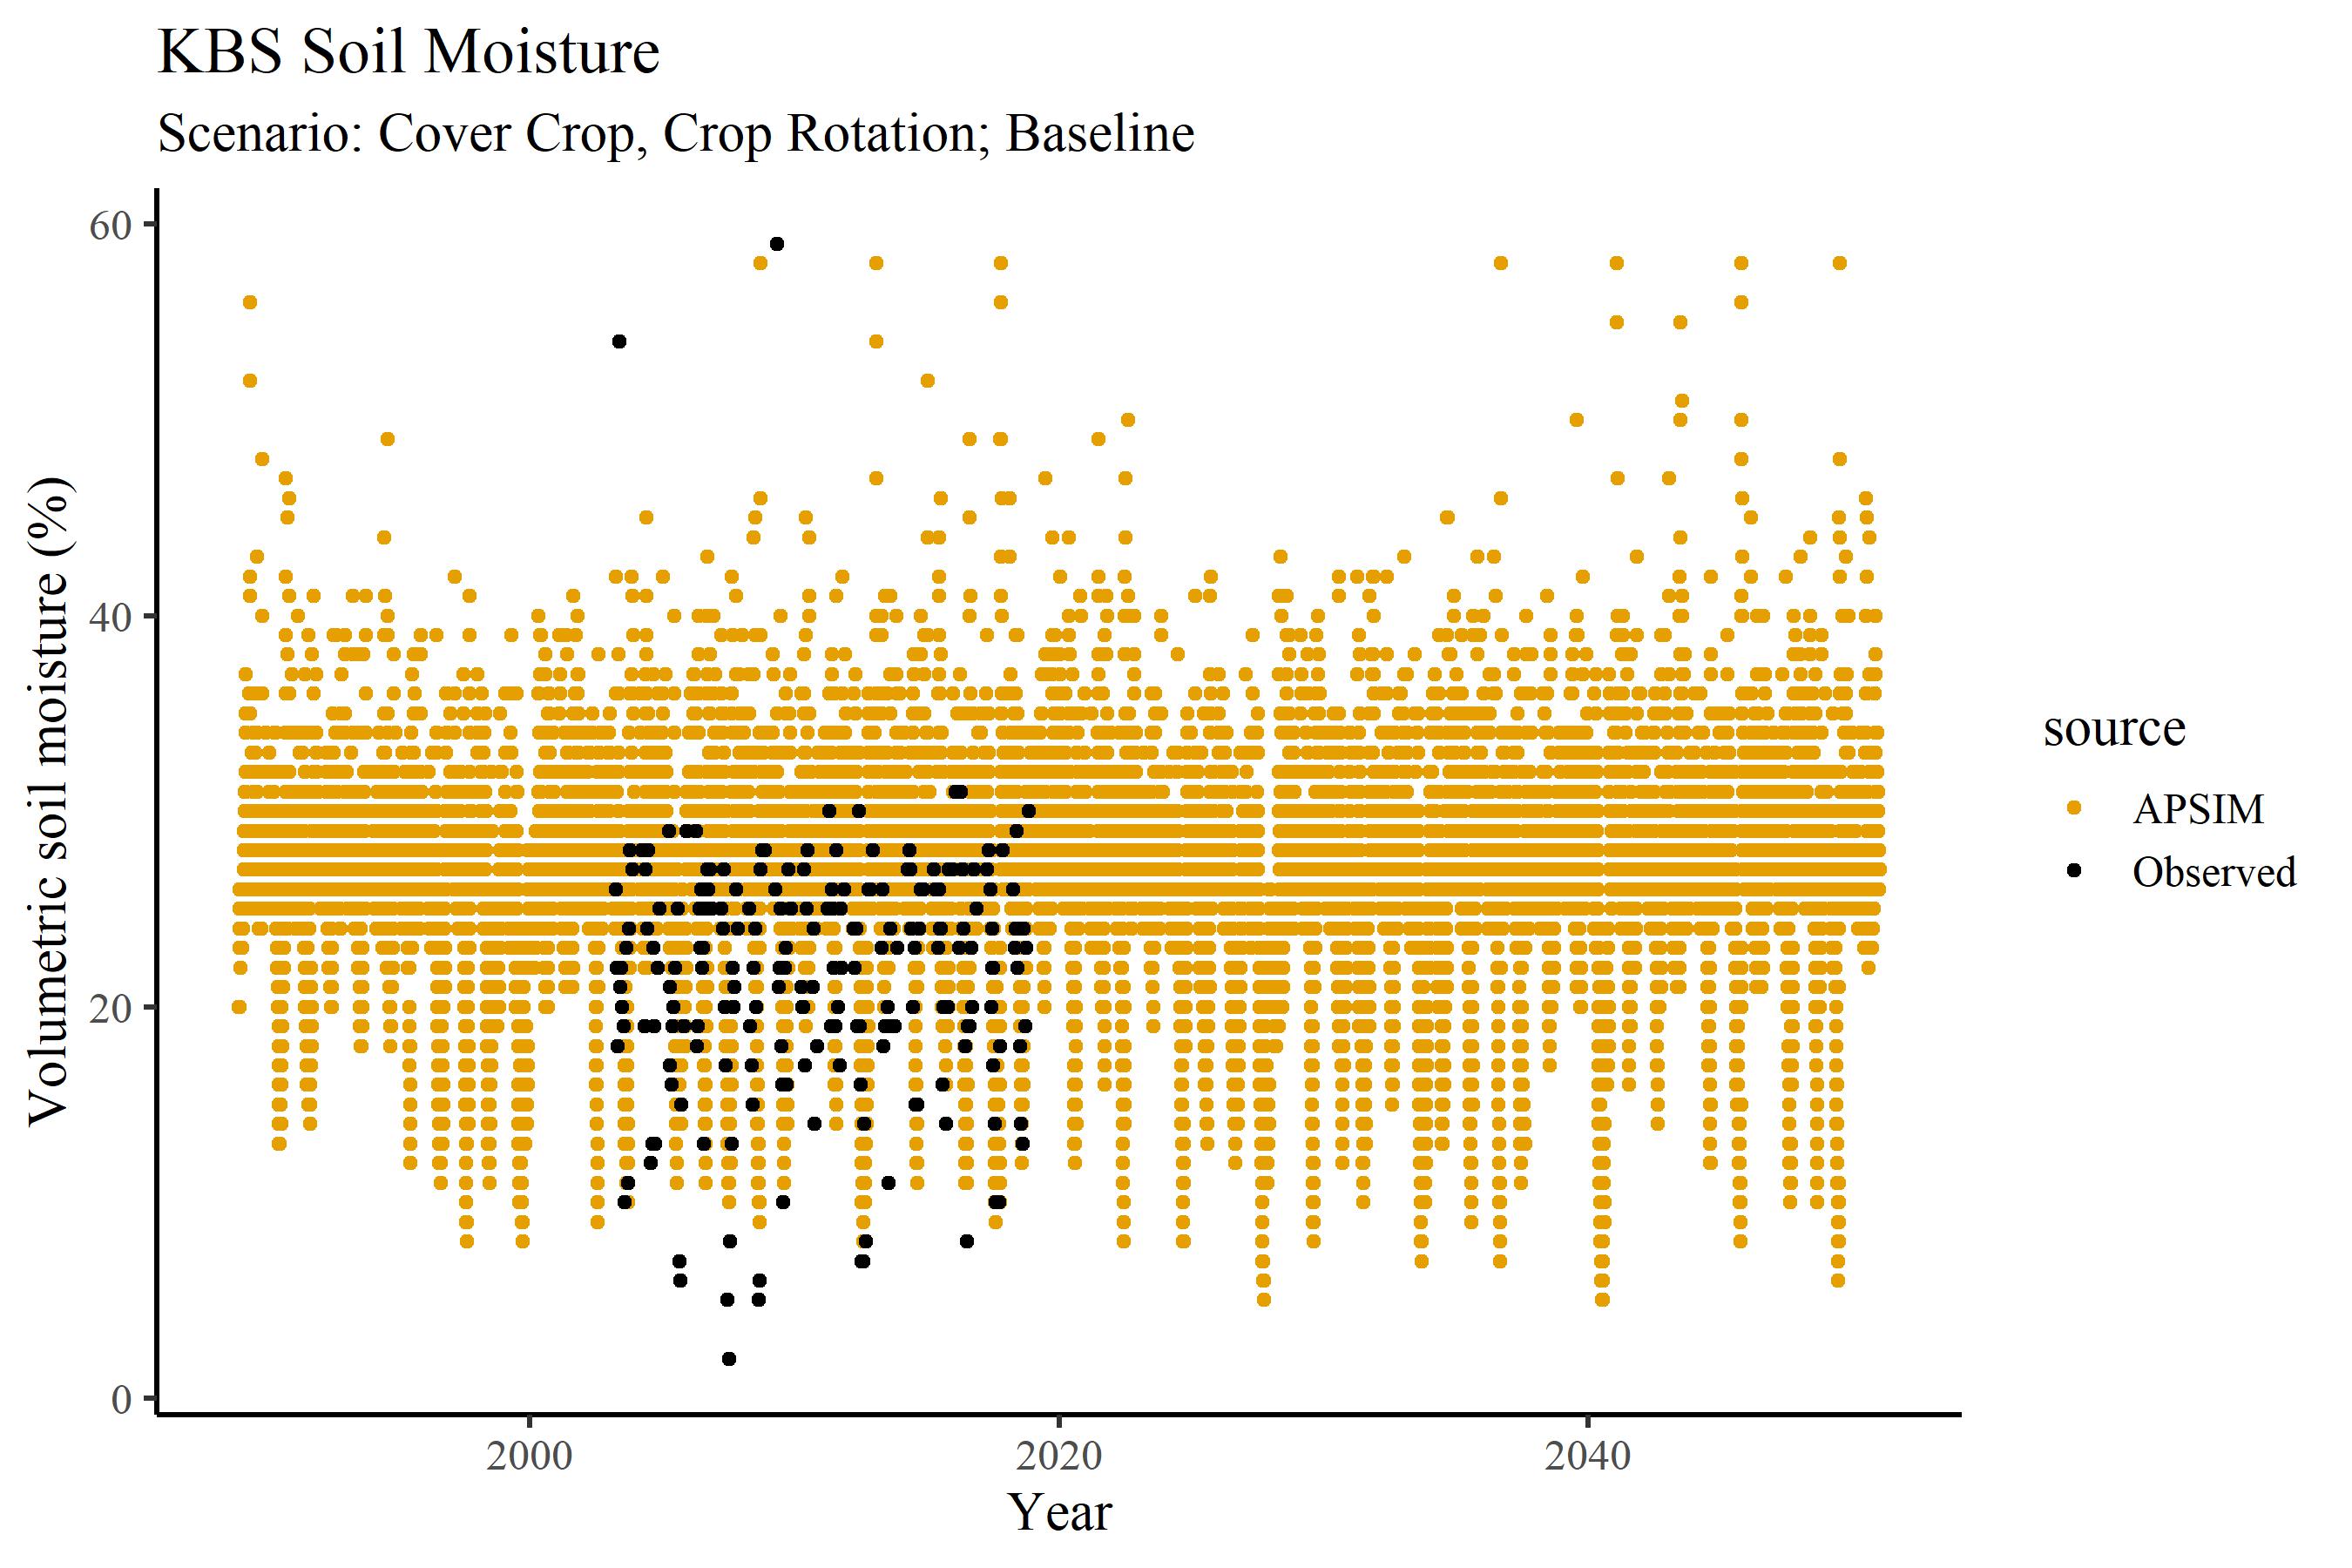 KBS Soil Moisture
Scenario: Cover Crop, Crop Rotation; Baseline
Volumetric soil moisture (%)
60
40
20
0
2000
2020
2040
Year
source
APSIM
Observed